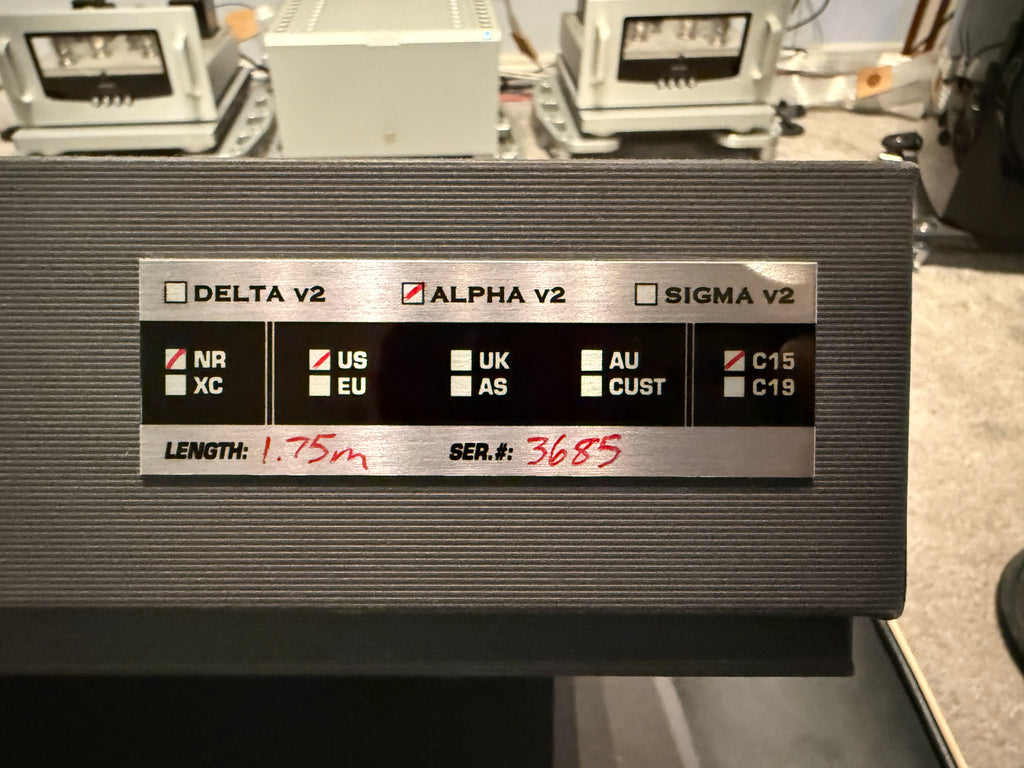 DELTA v2 ALPHA v2 SIGMA v2
NR US UK AU C15
XC EU AS CUST C19
LENGTH: 1.75m SER.#: 3685